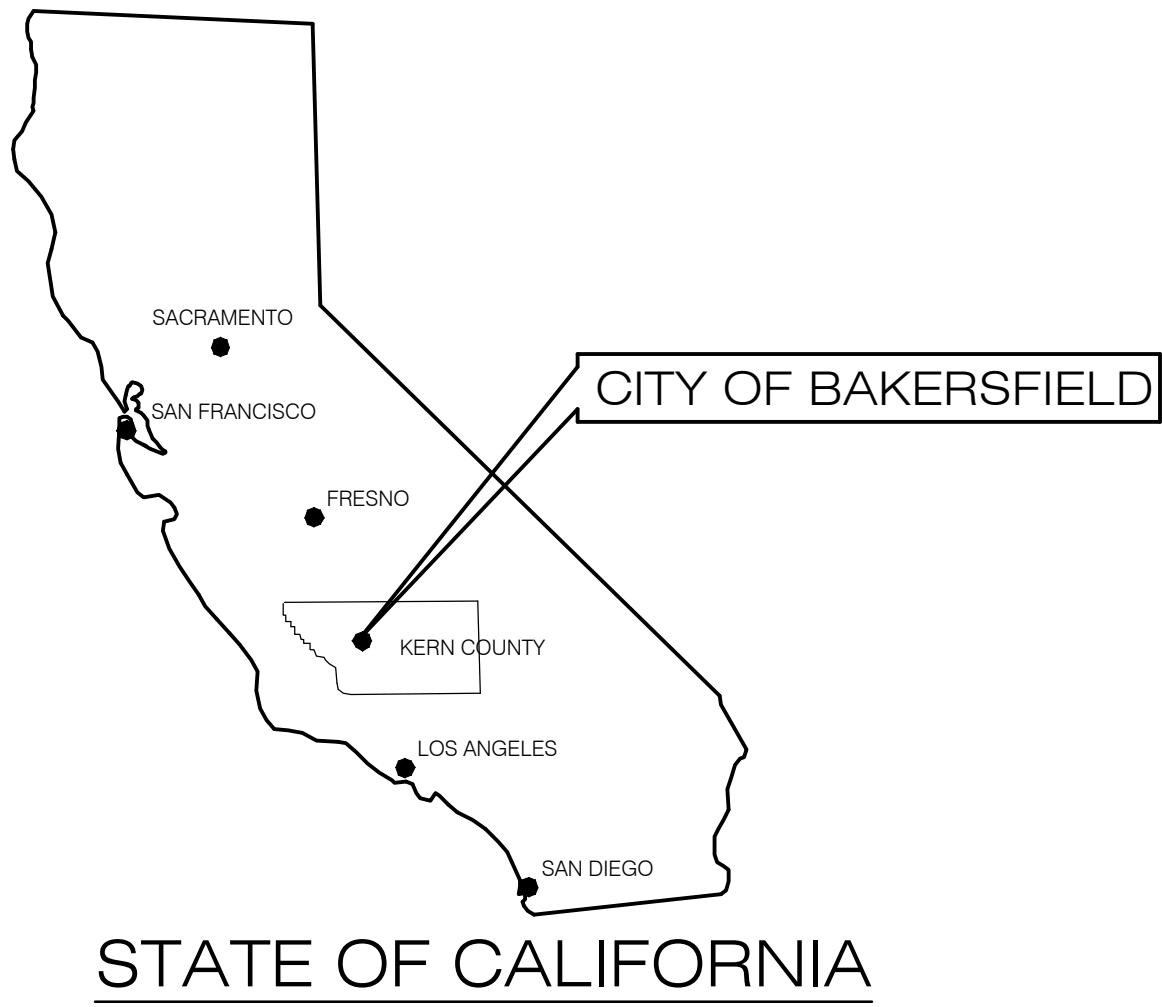 SACRAMENTO
CITY OF BAKERSFIELD
SAN FRANCISCO
FRESNO
KERN COUNTY
LOS ANGELES
SAN DIEGO
STATE OF CALIFORNIA